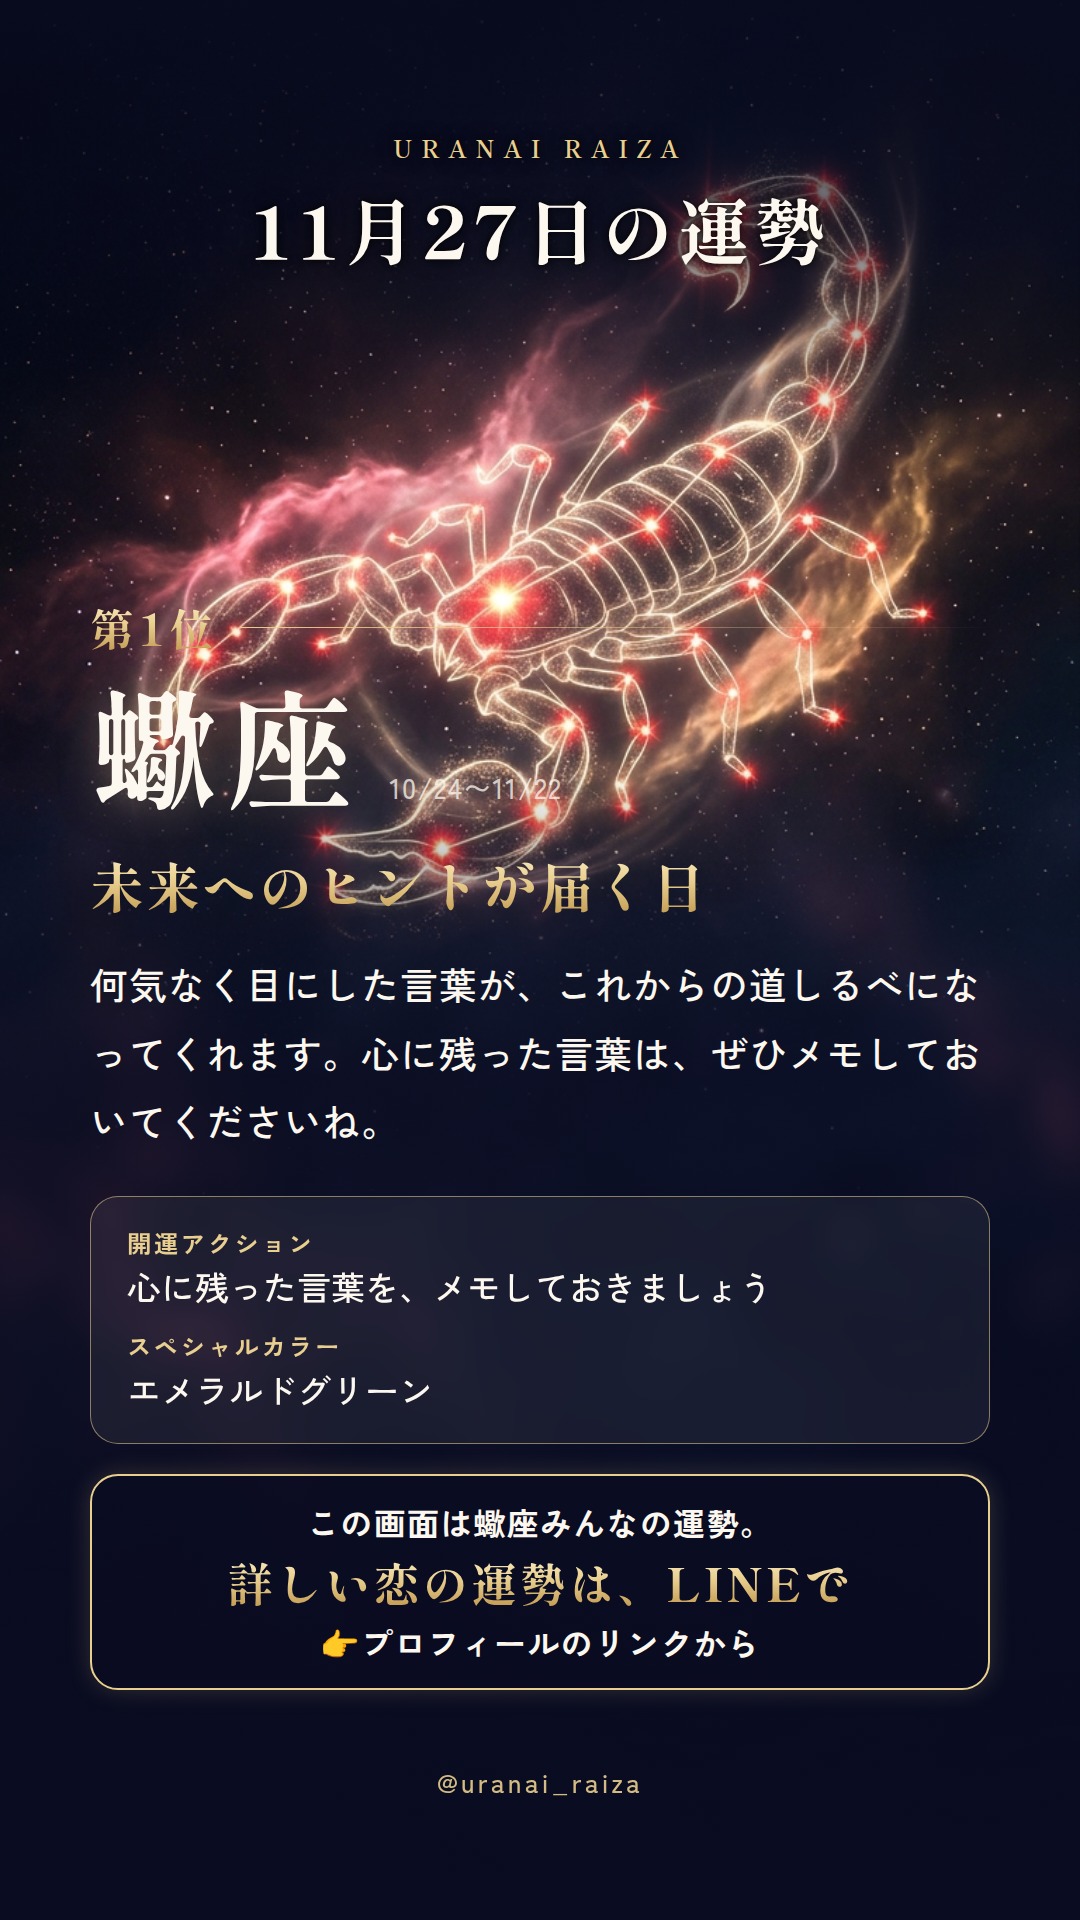 URANAI RAIZA
11月27日の運勢
第1位
蠍座 10/24〜11/22
未来へのヒントが届く日
何気なく目にした言葉が、これからの道しるべにな
ってくれます。心に残った言葉は、ぜひメモしてお
いてくださいね。
開運アクション
心に残った言葉を、メモしておきましょう
スペシャルカラー
エメラルドグリーン
この画面は蠍座みんなの運勢。
詳しい恋の運勢は、LINEで
👉プロフィールのリンクから
@uranai_raiza